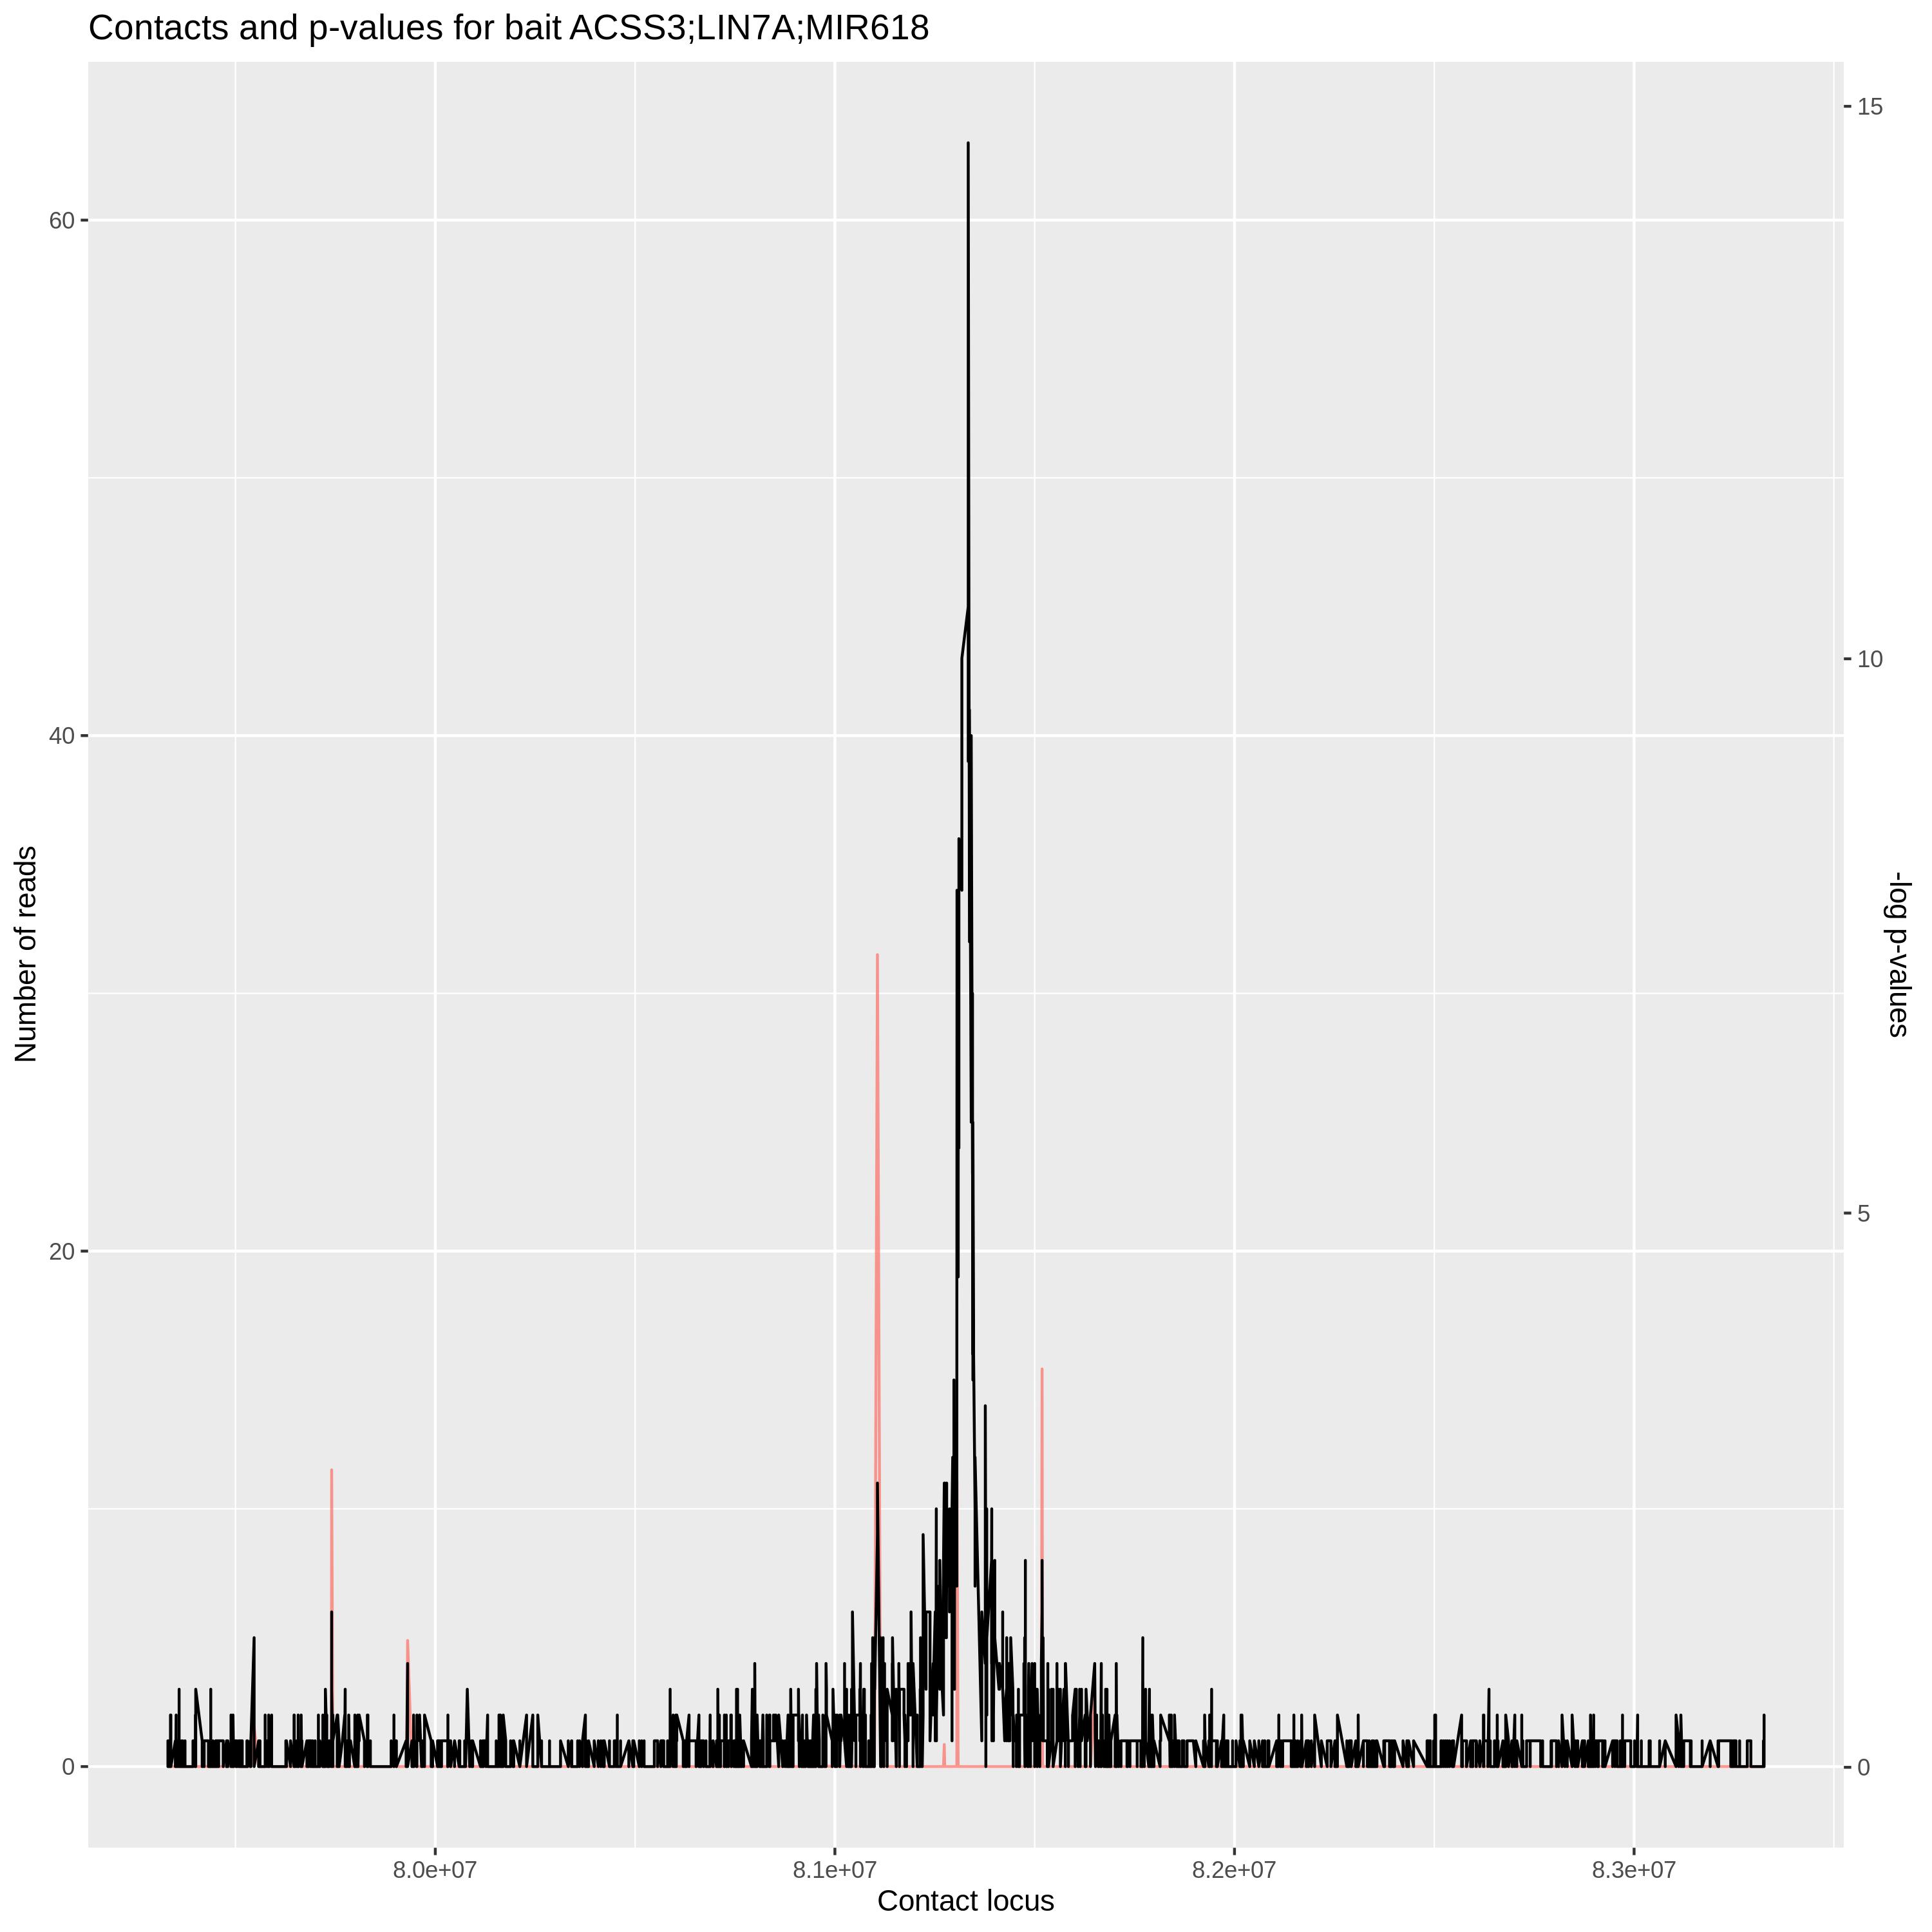 Contacts and p-values for bait ACSS3;LIN7A;MIR618
15
60
10
40
Number of reads
-log p-values
5
20
0
0
8.0e+07
8.1e+07
8.2e+07
8.3e+07
Contact locus